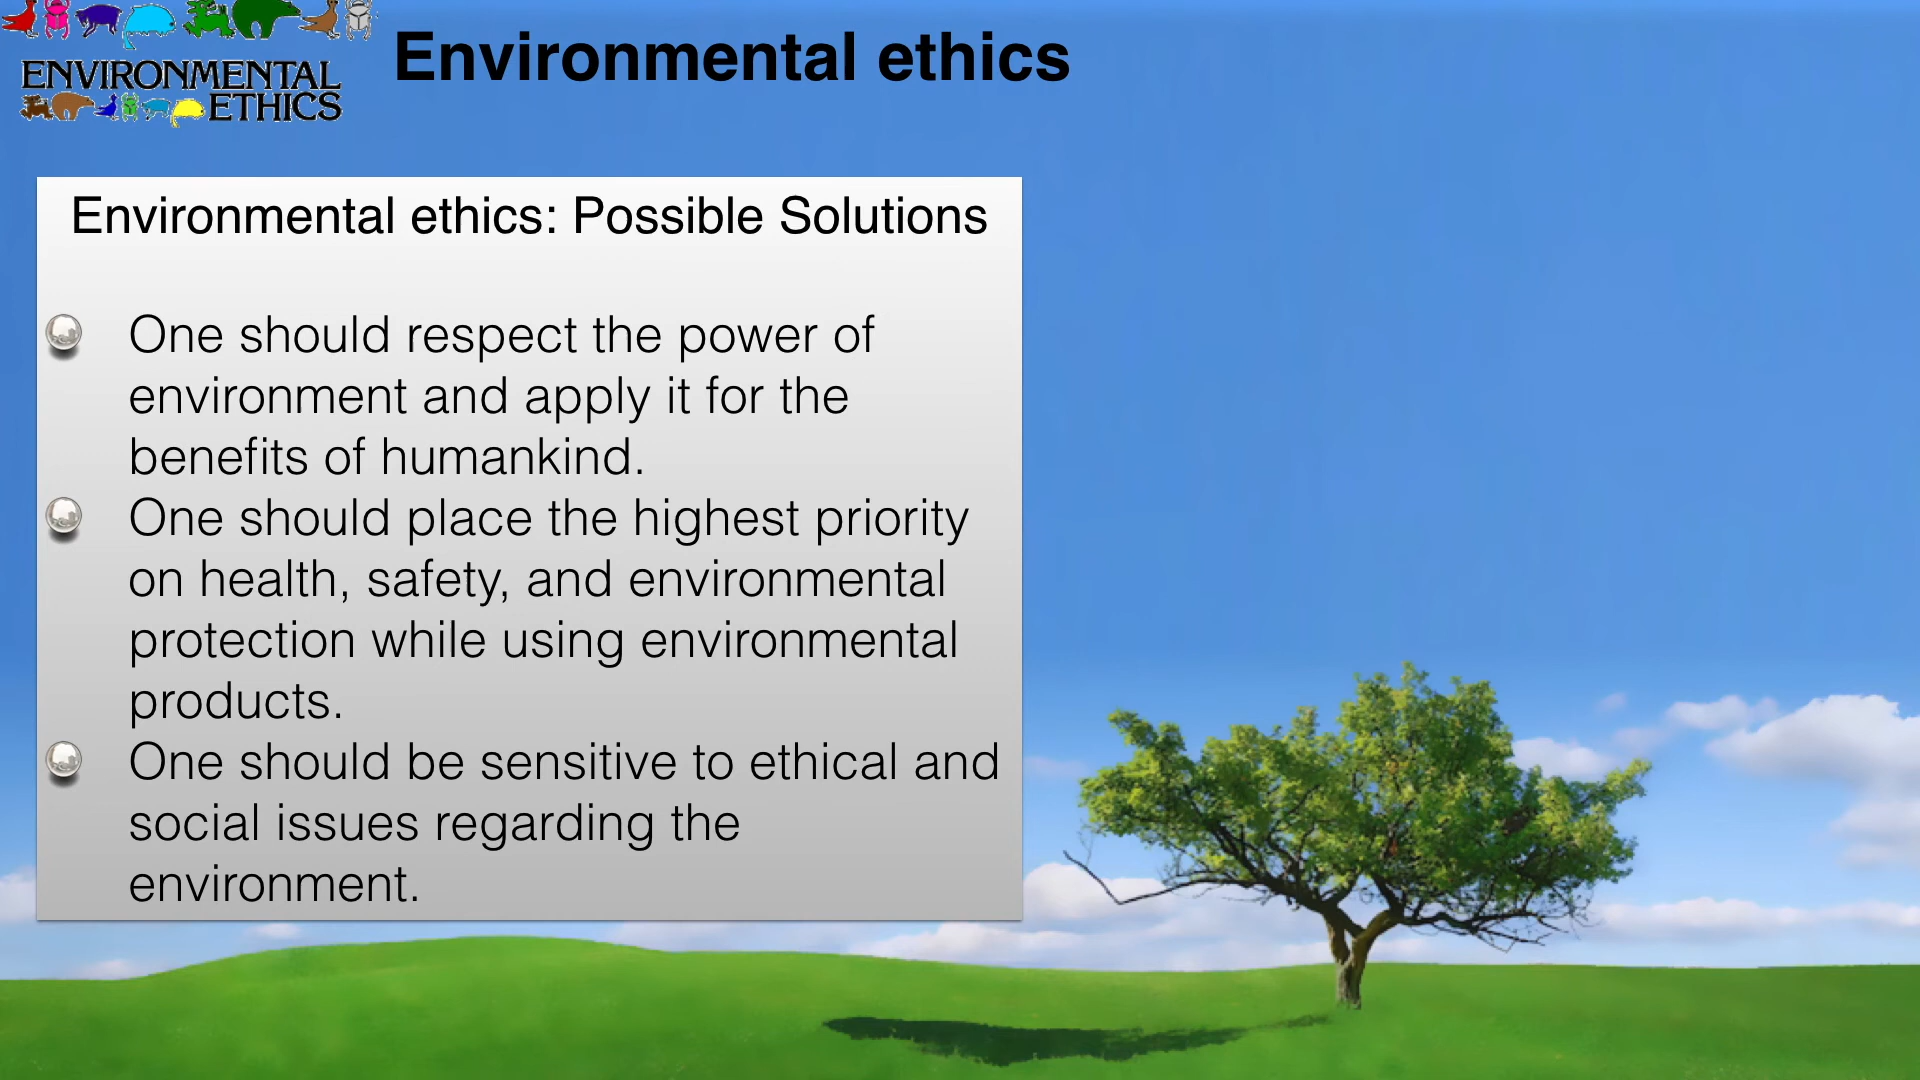 ENVIRONMENTAL
ETHICS
Environmental ethics
Environmental ethics: Possible Solutions
One should respect the power of
environment and apply it for the
benefits of humankind.
One should place the highest priority
on health, safety, and environmental
protection while using environmental
products.
One should be sensitive to ethical and
social issues regarding the
environment.